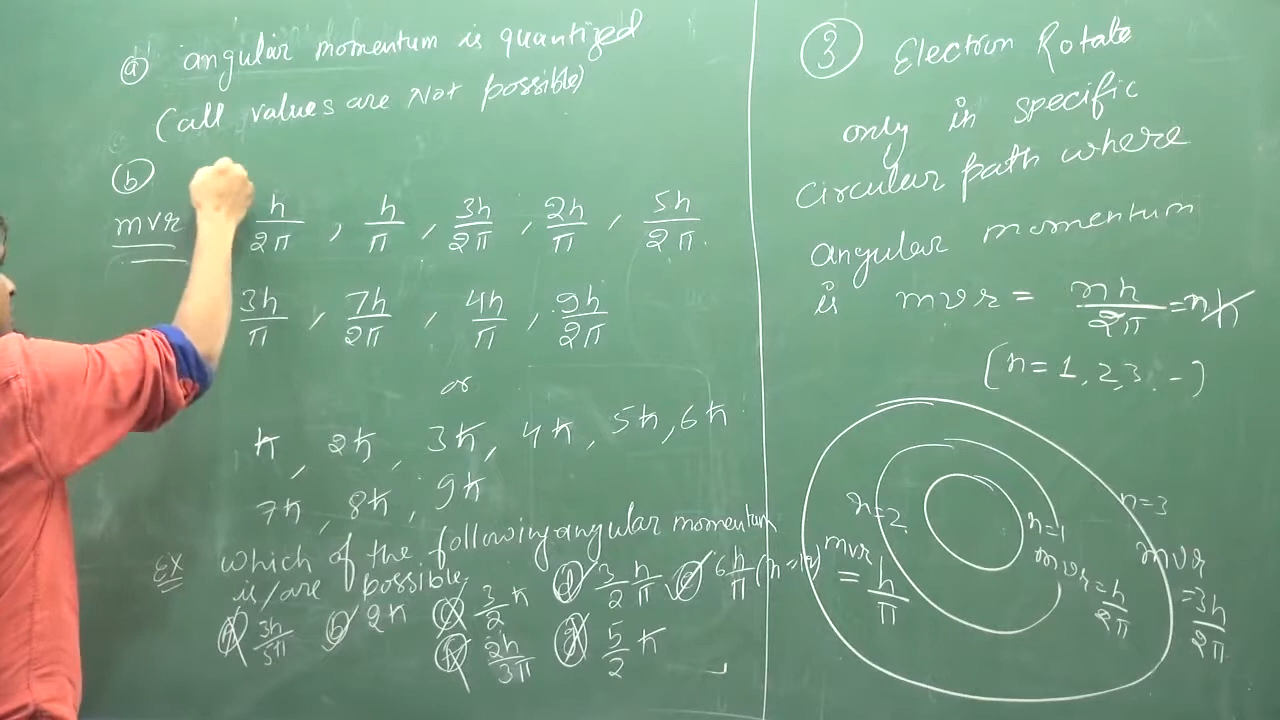 (a) angular momentum is quantized
(all values are Not possible)
(b)
mvr h/2π , h/π , 3h/2π , 2h/π , 5h/2π .
3h/π , 7h/2π , 4h/π , 9h/2π
or
ħ , 2ħ , 3ħ , 4ħ , 5ħ , 6ħ
7ħ , 8ħ , 9ħ
Ex which of the following angular momentum
is/are possible
(b) 2ħ (c) 3/2 ħ (d) 3/2 h/π (e) 6h/π (n=12)
3h/5π 2h/3π 5/2 ħ
(3) Electron Rotate
only in specific
circular path where
angular momentum
is mvr = nh/2π = nħ
(n = 1, 2, 3 . -)
n=2 n=1 n=3
mvr = h/π mvr = h/2π mvr = 3h/2π